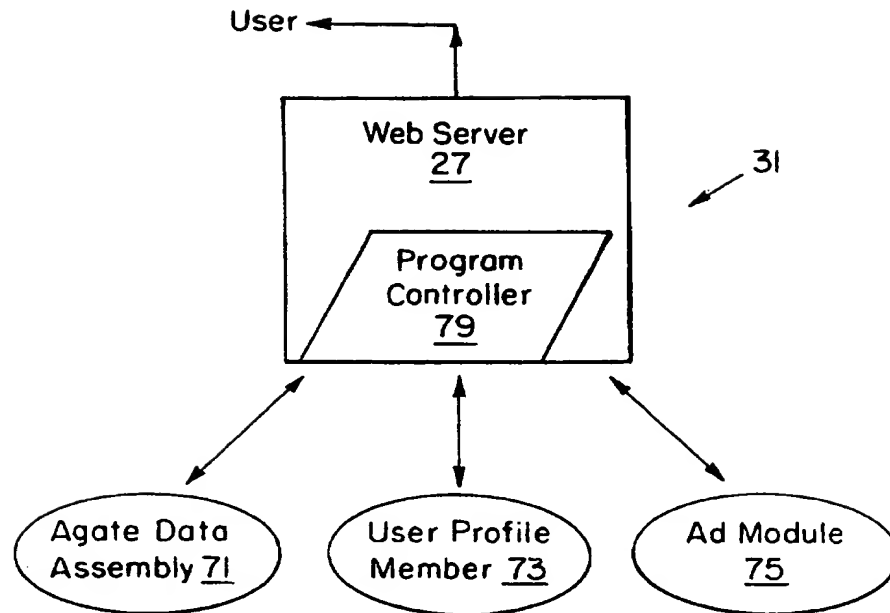 User
Web Server
27
31
Program
Controller
79
Agate Data
Assembly 71
User Profile
Member 73
Ad Module
75